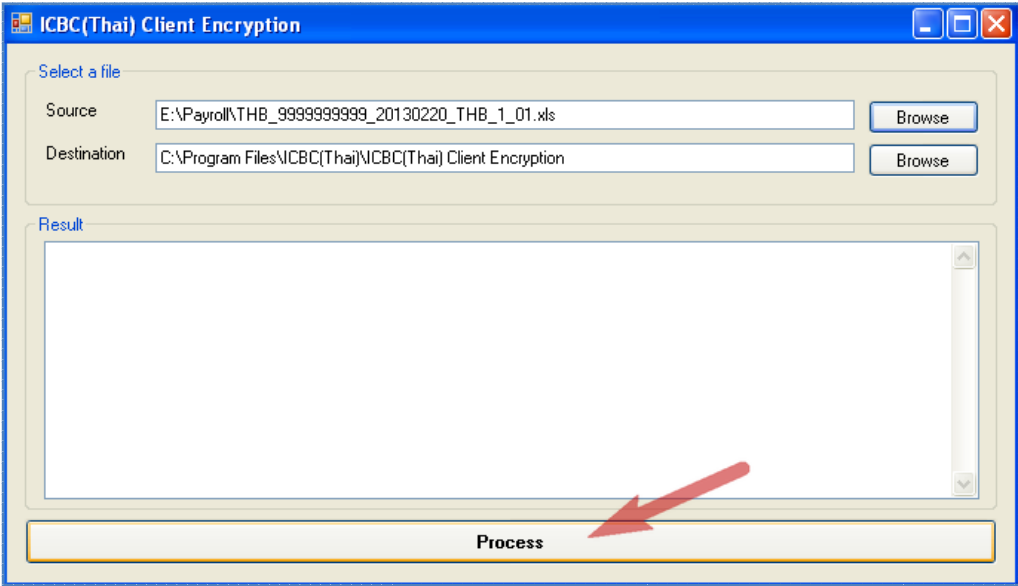 ICBC(Thai) Client Encryption
Select a file
Source E:\Payroll\THB_9999999999_20130220_THB_1_01.xls Browse
Destination C:\Program Files\ICBC(Thai)\ICBC(Thai) Client Encryption Browse
Result
Process